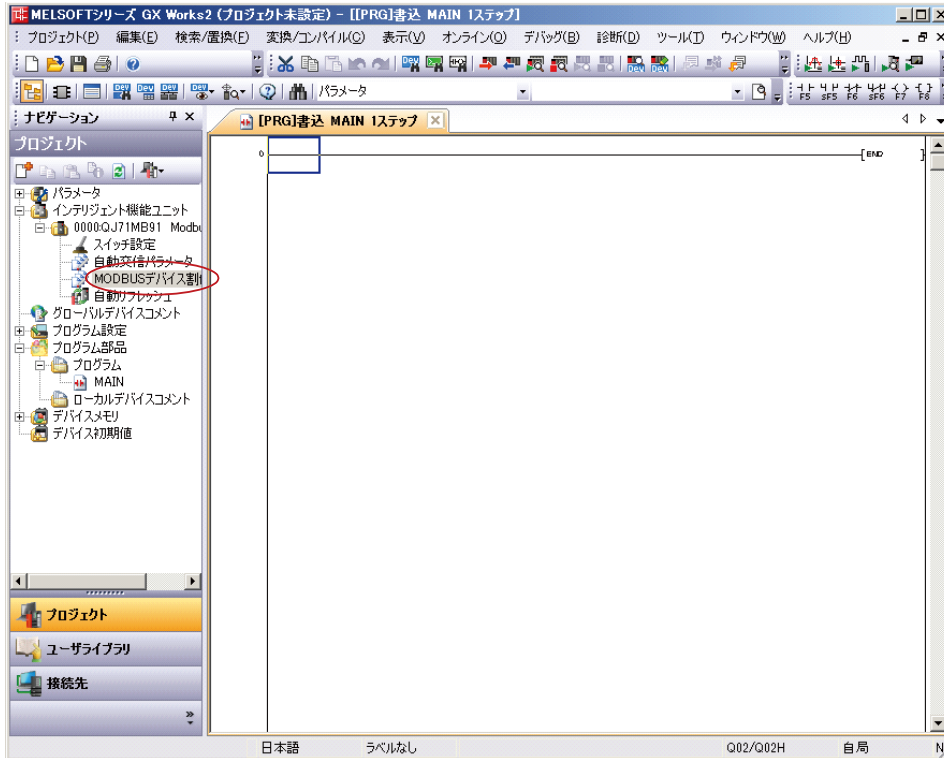 MELSOFTシリーズ GX Works2 (プロジェクト未設定) - [[PRG]書込 MAIN 1ステップ]
プロジェクト(P) 編集(E) 検索/置換(F) 変換/コンパイル(C) 表示(V) オンライン(O) デバッグ(B) 診断(D) ツール(T) ウィンドウ(W) ヘルプ(H)
パラメータ
F5 sF5 F6 sF6 F7 F8
ナビゲーション
[PRG]書込 MAIN 1ステップ
プロジェクト
0
END
パラメータ
インテリジェント機能ユニット
0000:QJ71MB91 Modbu
スイッチ設定
自動交信パラメータ
MODBUSデバイス割
自動リフレッシュ
グローバルデバイスコメント
プログラム設定
プログラム部品
プログラム
MAIN
ローカルデバイスコメント
デバイスメモリ
デバイス初期値
プロジェクト
ユーザライブラリ
接続先
日本語 ラベルなし Q02/Q02H 自局